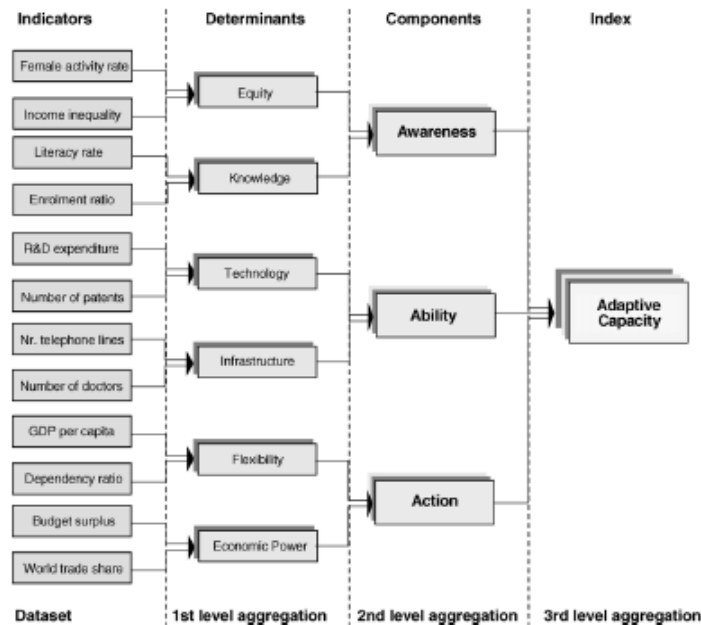 Indicators
Determinants
Components
Index
Female activity rate
Income inequality
Literacy rate
Enrolment ratio
R&D expenditure
Number of patents
Nr. telephone lines
Number of doctors
GDP per capita
Dependency ratio
Budget surplus
World trade share
Equity
Knowledge
Technology
Infrastructure
Flexibility
Economic Power
Awareness
Ability
Action
Adaptive
Capacity
Dataset
1st level aggregation
2nd level aggregation
3rd level aggregation